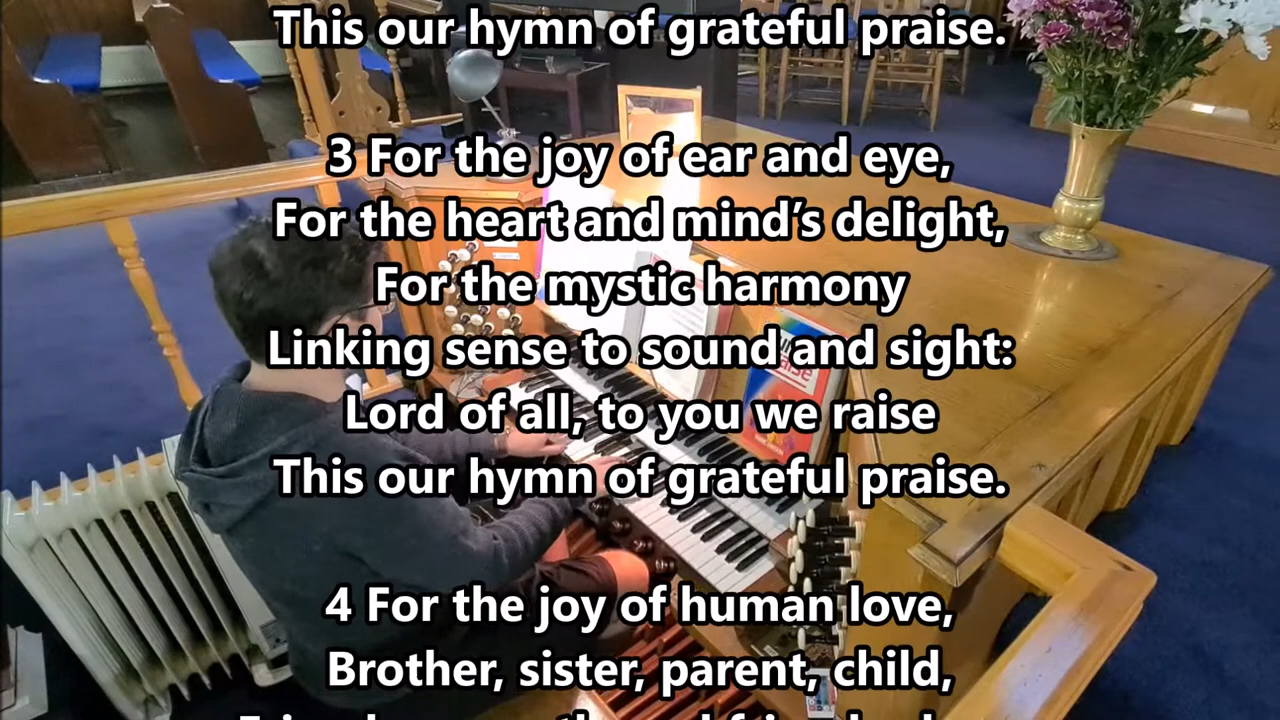 This our hymn of grateful praise.
3 For the joy of ear and eye,
For the heart and mind’s delight,
For the mystic harmony
Linking sense to sound and sight:
Lord of all, to you we raise
This our hymn of grateful praise.
4 For the joy of human love,
Brother, sister, parent, child,